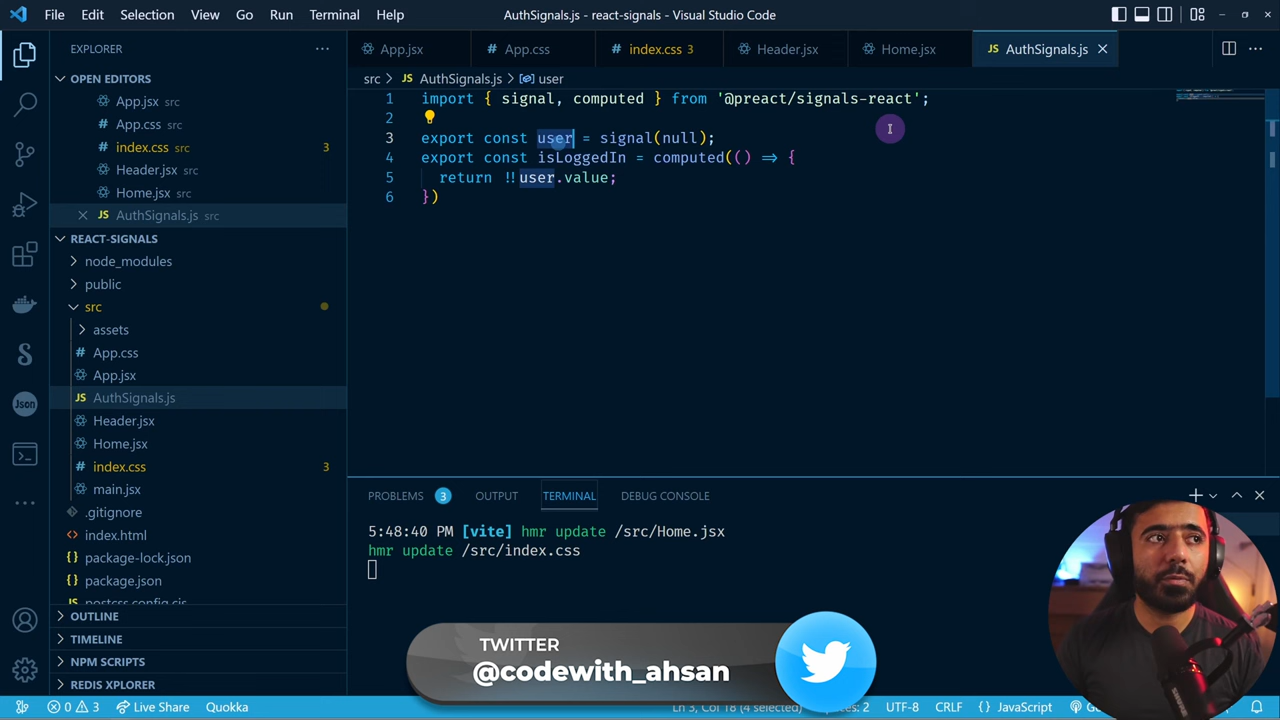 File Edit Selection View Go Run Terminal Help
AuthSignals.js - react-signals - Visual Studio Code
EXPLORER
OPEN EDITORS
App.jsx src
App.css src
index.css src 3
Header.jsx src
Home.jsx src
JS AuthSignals.js src
REACT-SIGNALS
node_modules
public
src
assets
App.css
App.jsx
JS AuthSignals.js
Header.jsx
Home.jsx
index.css 3
main.jsx
.gitignore
index.html
package-lock.json
package.json
postcss.config.cjs
OUTLINE
TIMELINE
NPM SCRIPTS
REDIS XPLORER
Json
App.jsx App.css index.css 3 Header.jsx Home.jsx JS AuthSignals.js
src > JS AuthSignals.js > user
1 import { signal, computed } from '@preact/signals-react';
2
3 export const user = signal(null);
4 export const isLoggedIn = computed(() => {
5 return !!user.value;
6 })
PROBLEMS 3 OUTPUT TERMINAL DEBUG CONSOLE
5:48:40 PM [vite] hmr update /src/Home.jsx
hmr update /src/index.css
TWITTER
@codewith_ahsan
0 3 Live Share Quokka Ln 3, Col 18 (4 selected) UTF-8 CRLF {} JavaScript